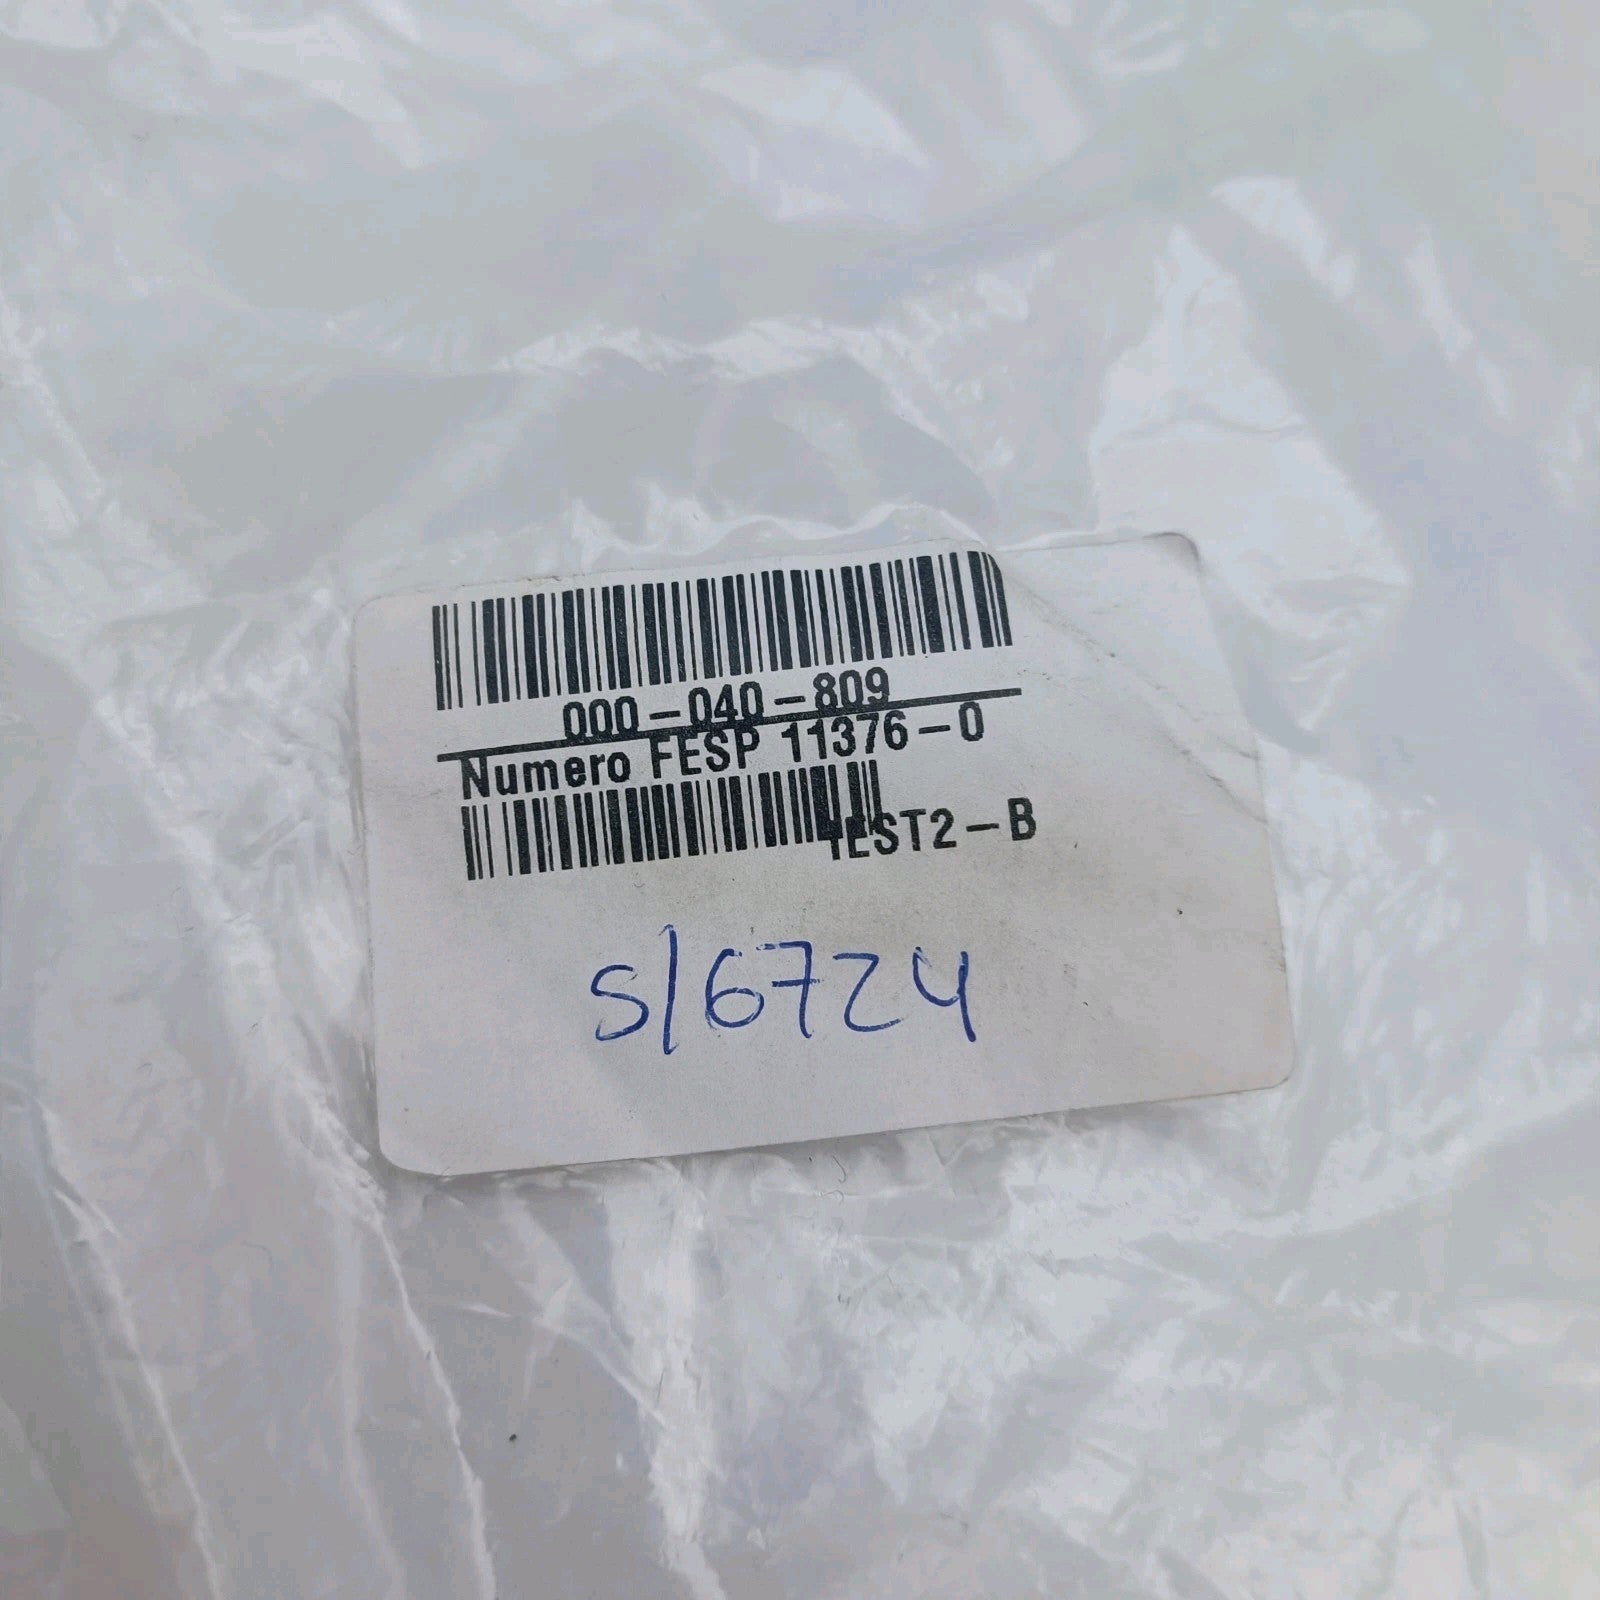 000-040-809
Numero FESP 11376-0
TEST2-B
S/6724